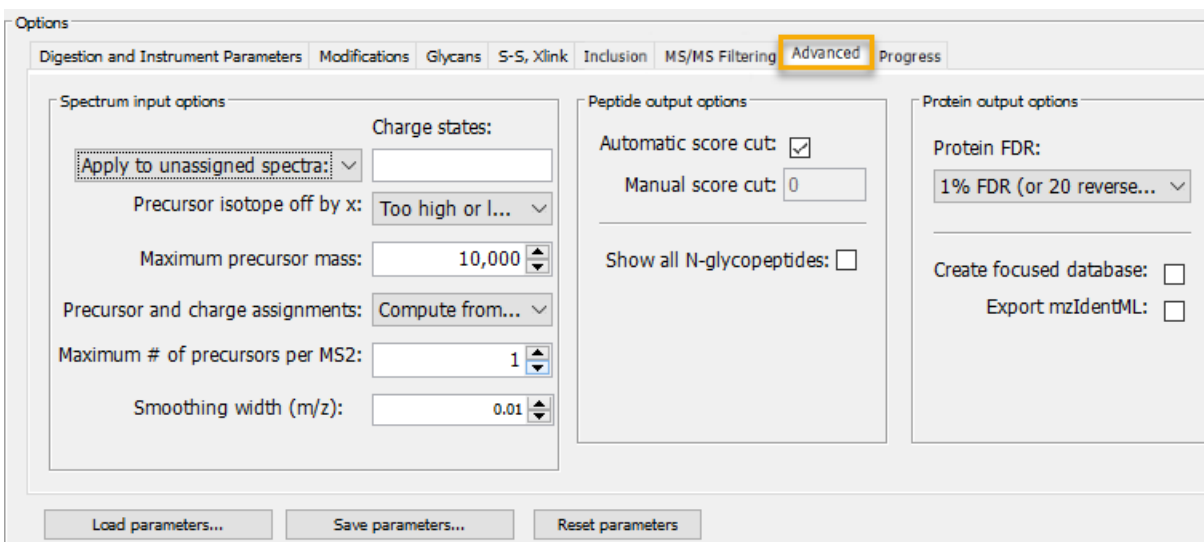 Options
Digestion and Instrument Parameters Modifications Glycans S-S, Xlink Inclusion MS/MS Filtering Advanced Progress
Spectrum input options
Charge states:
Apply to unassigned spectra:
Precursor isotope off by x: Too high or l...
Maximum precursor mass: 10,000
Precursor and charge assignments: Compute from...
Maximum # of precursors per MS2: 1
Smoothing width (m/z): 0.01
Peptide output options
Automatic score cut:
Manual score cut: 0
Show all N-glycopeptides:
Protein output options
Protein FDR:
1% FDR (or 20 reverse...
Create focused database:
Export mzIdentML:
Load parameters... Save parameters... Reset parameters